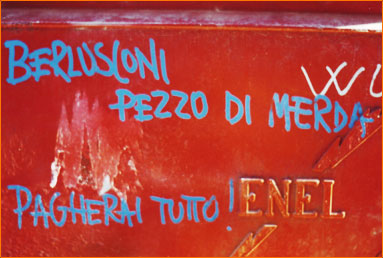 BERLUSCONI
PEZZO DI MERDA
PAGHERAI TUTTO!
ENEL